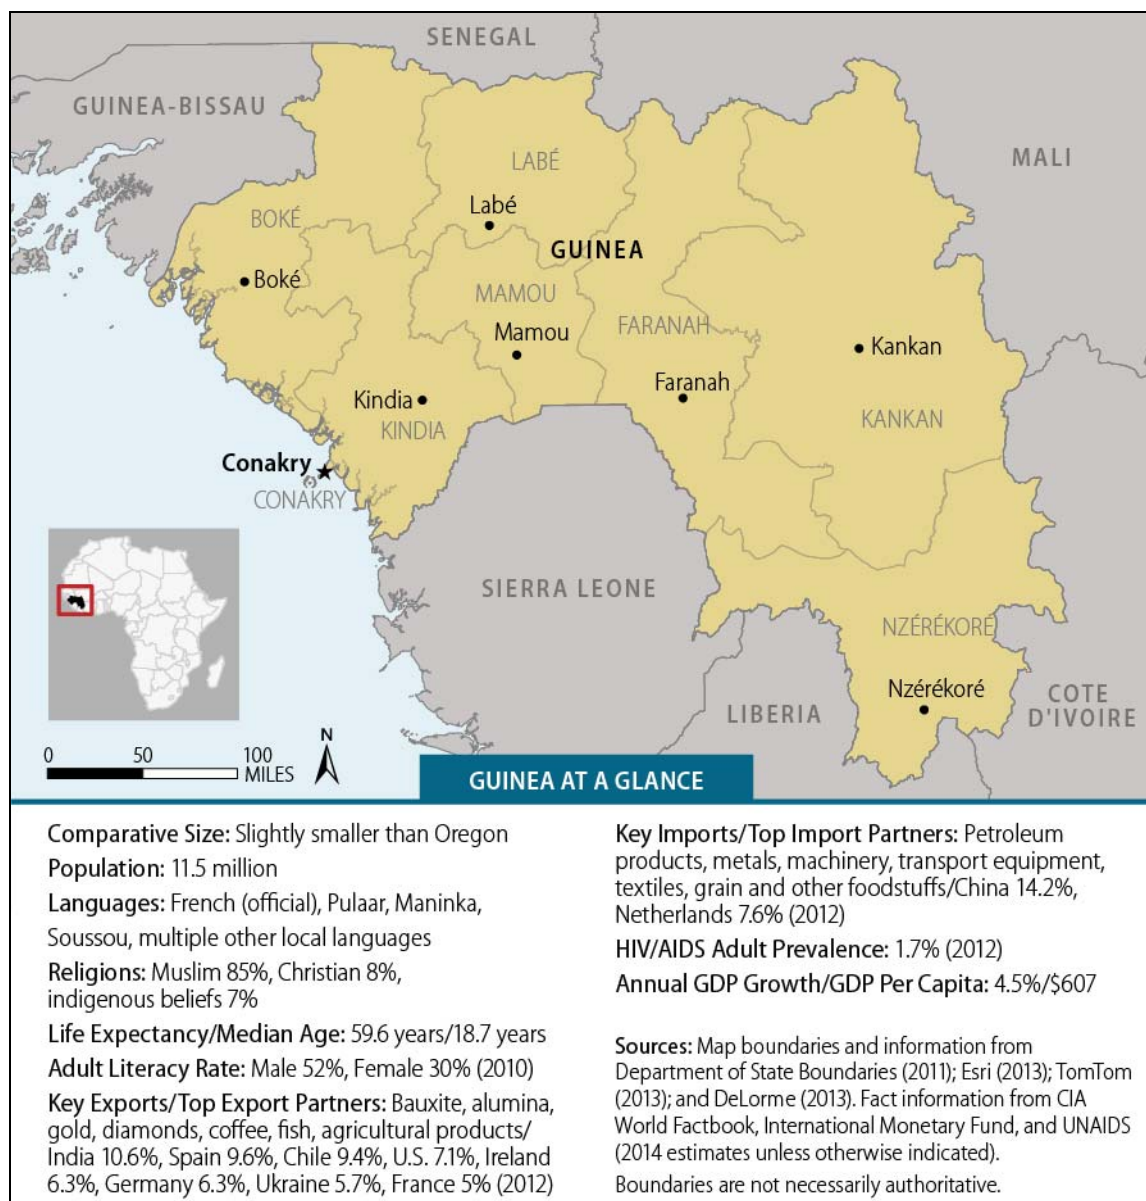 SENEGAL
GUINEA-BISSAU
MALI
LABÉ
Labé
BOKÉ
GUINEA
Boké
MAMOU
FARANAH
Mamou
Kankan
Faranah
Kindia
KINDIA
KANKAN
Conakry
CONAKRY
SIERRA LEONE
NZÉRÉKORÉ
Nzérékoré
LIBERIA
COTE
D'IVOIRE
N
0 50 100
MILES
GUINEA AT A GLANCE
Comparative Size: Slightly smaller than Oregon
Population: 11.5 million
Languages: French (official), Pulaar, Maninka,
Soussou, multiple other local languages
Religions: Muslim 85%, Christian 8%,
indigenous beliefs 7%
Life Expectancy/Median Age: 59.6 years/18.7 years
Adult Literacy Rate: Male 52%, Female 30% (2010)
Key Exports/Top Export Partners: Bauxite, alumina,
gold, diamonds, coffee, fish, agricultural products/
India 10.6%, Spain 9.6%, Chile 9.4%, U.S. 7.1%, Ireland
6.3%, Germany 6.3%, Ukraine 5.7%, France 5% (2012)
Key Imports/Top Import Partners: Petroleum
products, metals, machinery, transport equipment,
textiles, grain and other foodstuffs/China 14.2%,
Netherlands 7.6% (2012)
HIV/AIDS Adult Prevalence: 1.7% (2012)
Annual GDP Growth/GDP Per Capita: 4.5%/$607
Sources: Map boundaries and information from
Department of State Boundaries (2011); Esri (2013); TomTom
(2013); and DeLorme (2013). Fact information from CIA
World Factbook, International Monetary Fund, and UNAIDS
(2014 estimates unless otherwise indicated).
Boundaries are not necessarily authoritative.